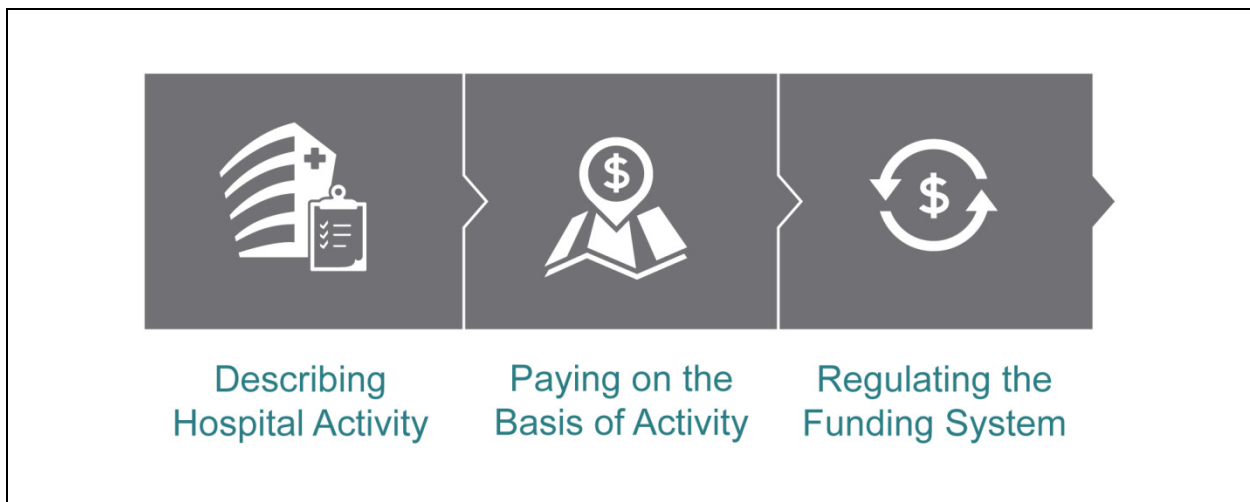 Describing
Hospital Activity
Paying on the
Basis of Activity
Regulating the
Funding System
$
$